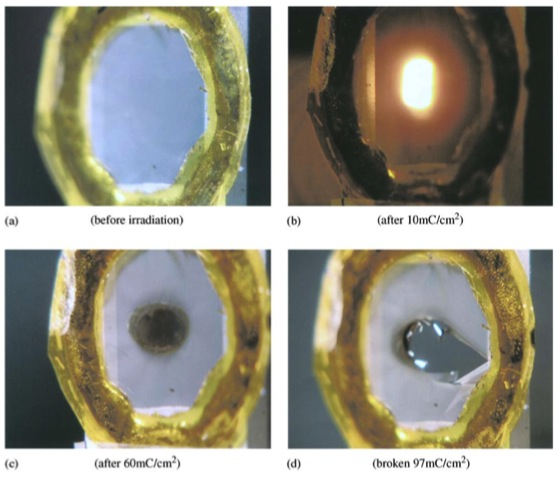 (a) (before irradiation)
(b) (after 10mC/cm²)
(c) (after 60mC/cm²)
(d) (broken 97mC/cm²)